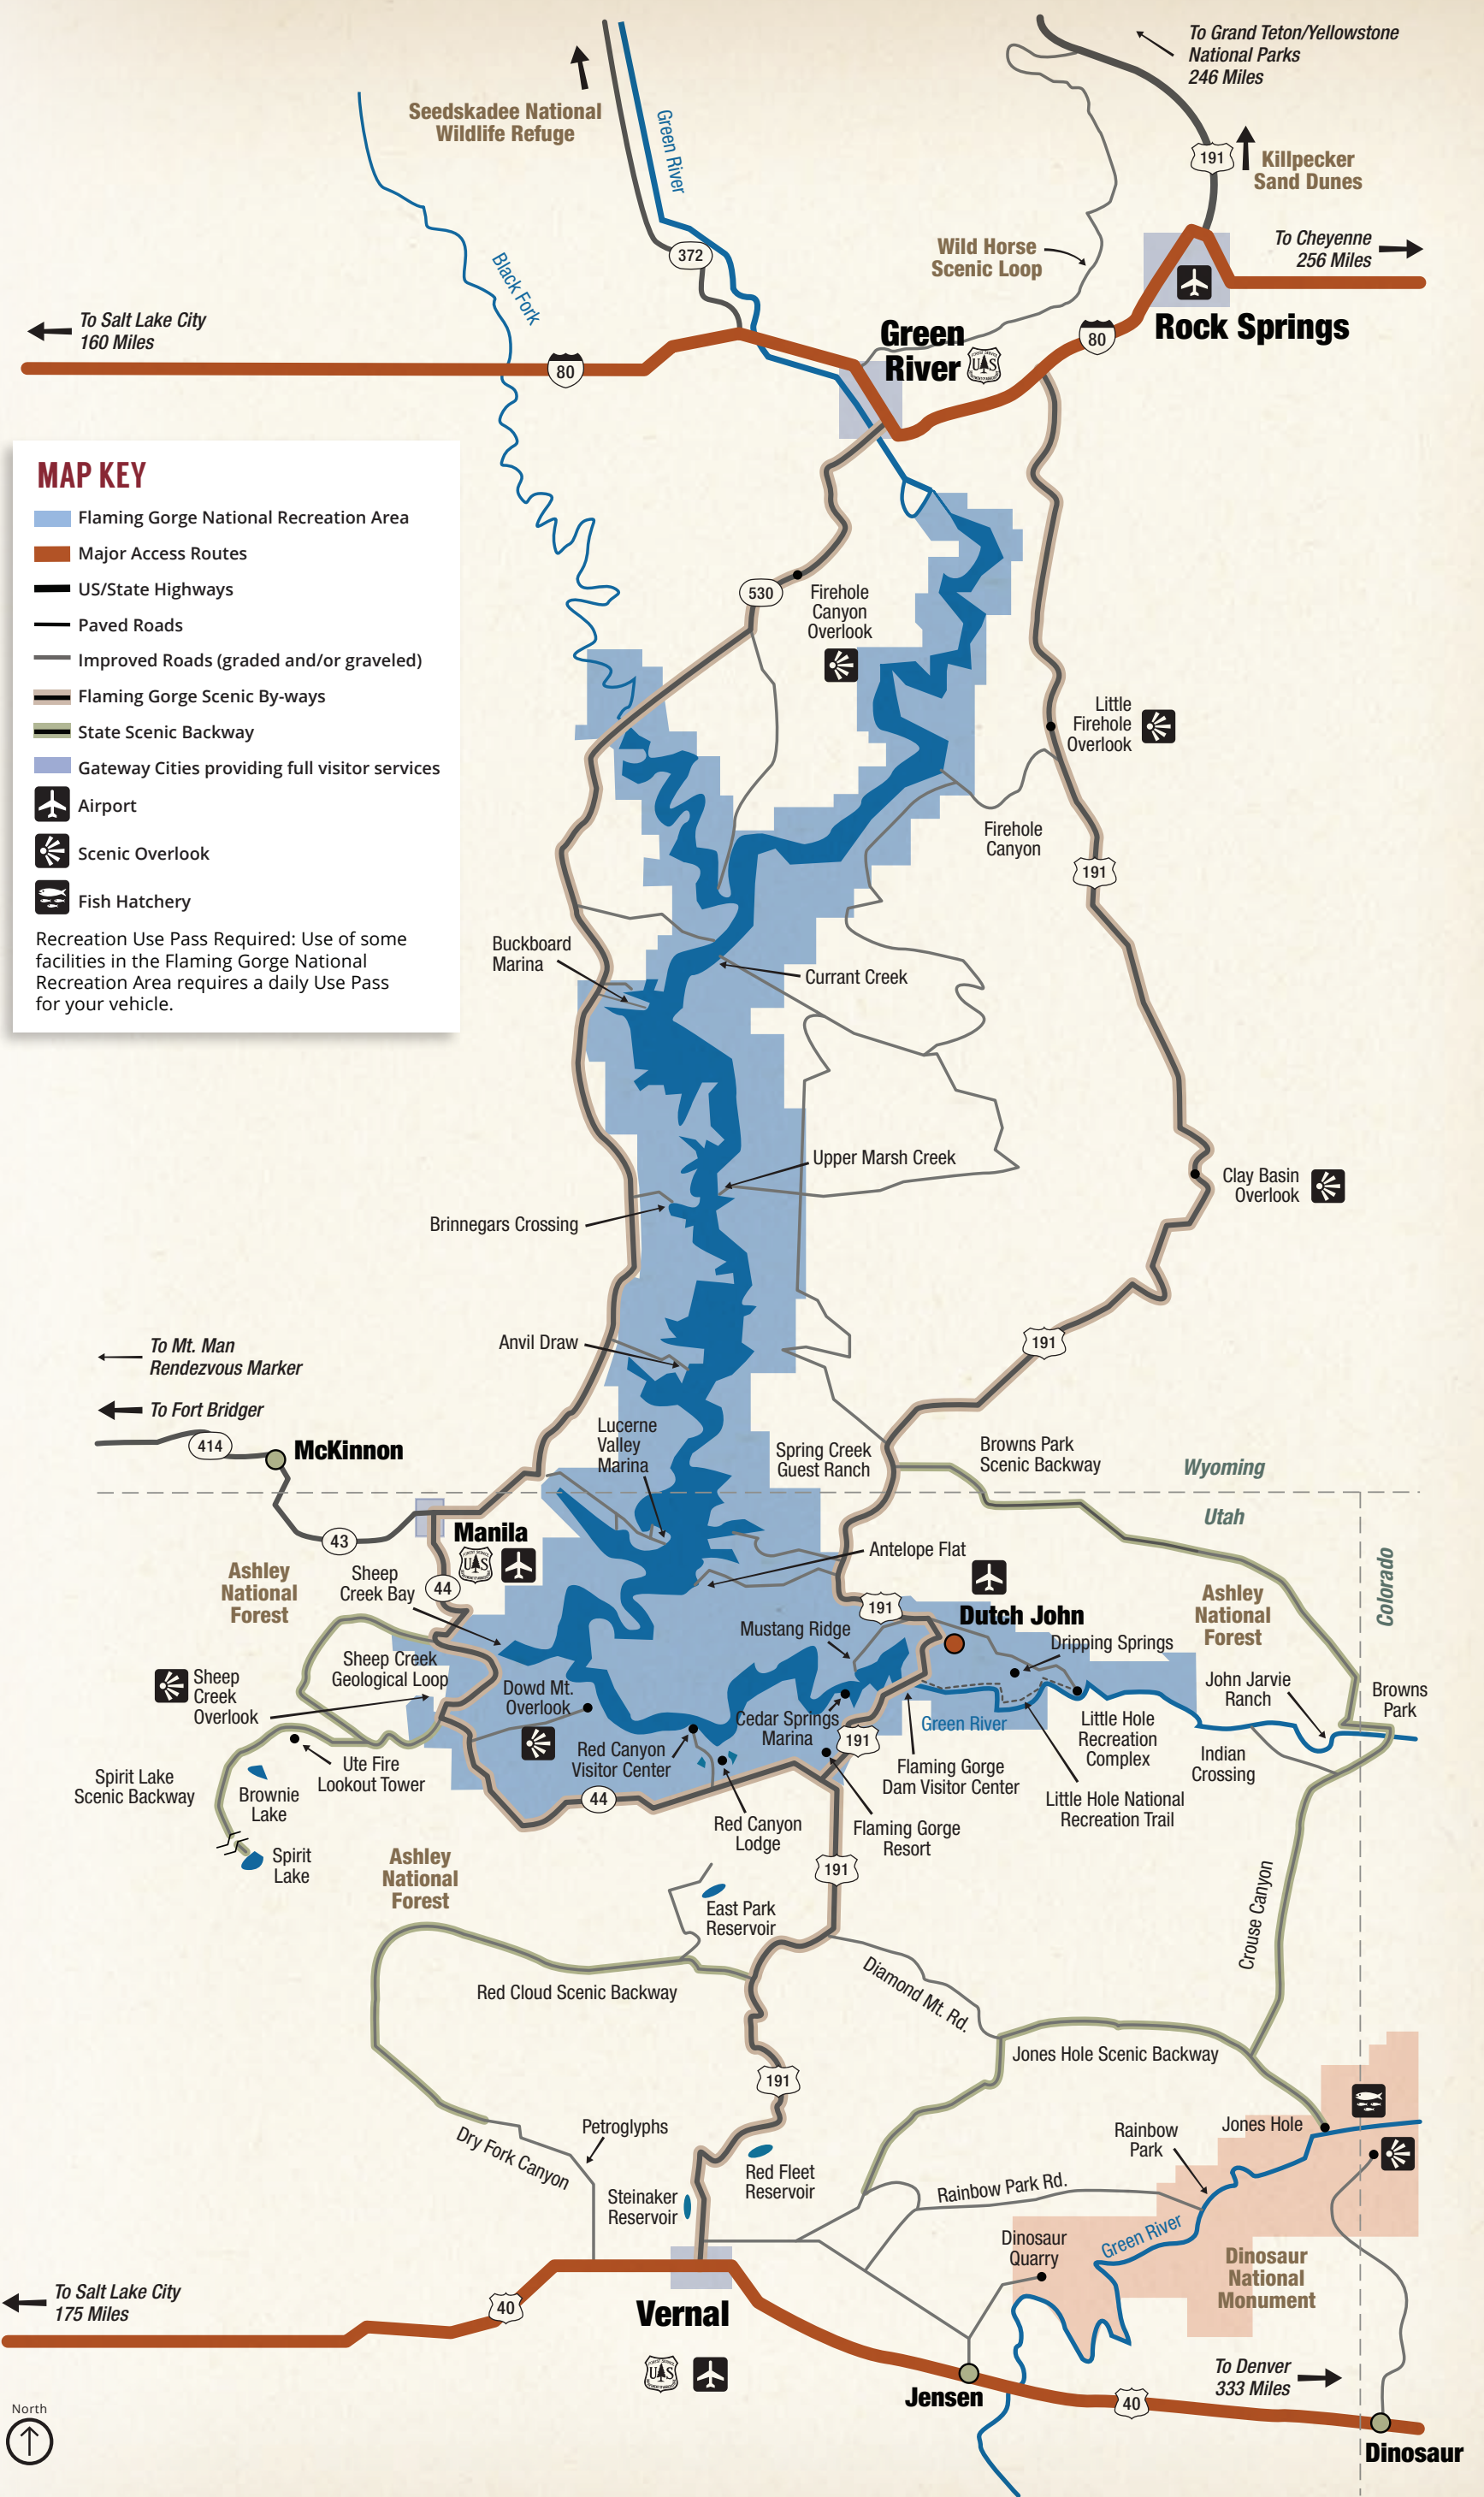 To Grand Teton/Yellowstone
National Parks
246 Miles
Seedskadee National
Wildlife Refuge
Green River
191
Killpecker
Sand Dunes
Wild Horse
Scenic Loop
372
To Cheyenne
256 Miles
Black Fork
To Salt Lake City
160 Miles
Rock Springs
Green
River
US
80
80
MAP KEY
Flaming Gorge National Recreation Area
Major Access Routes
US/State Highways
Paved Roads
Improved Roads (graded and/or graveled)
Flaming Gorge Scenic By-ways
State Scenic Backway
Gateway Cities providing full visitor services
Airport
Scenic Overlook
Fish Hatchery
Recreation Use Pass Required: Use of some
facilities in the Flaming Gorge National
Recreation Area requires a daily Use Pass
for your vehicle.
530
Firehole
Canyon
Overlook
Little
Firehole
Overlook
Firehole
Canyon
191
Buckboard
Marina
Currant Creek
Upper Marsh Creek
Clay Basin
Overlook
Brinnegars Crossing
Anvil Draw
191
To Mt. Man
Rendezvous Marker
To Fort Bridger
414
McKinnon
Lucerne
Valley
Marina
Spring Creek
Guest Ranch
Browns Park
Scenic Backway
Wyoming
Utah
Colorado
43
Manila
US
44
Ashley
National
Forest
Sheep
Creek Bay
Antelope Flat
191
Dutch John
Ashley
National
Forest
Mustang Ridge
Dripping Springs
Sheep Creek
Geological Loop
Sheep
Creek
Overlook
Dowd Mt.
Overlook
John Jarvie
Ranch
Browns
Park
Cedar Springs
Marina
Green River
Little Hole
Recreation
Complex
Indian
Crossing
Red Canyon
Visitor Center
191
Ute Fire
Lookout Tower
Flaming Gorge
Dam Visitor Center
Spirit Lake
Scenic Backway
Brownie
Lake
44
Little Hole National
Recreation Trail
Red Canyon
Lodge
Flaming Gorge
Resort
Spirit
Lake
Ashley
National
Forest
191
East Park
Reservoir
Crouse Canyon
Red Cloud Scenic Backway
Diamond Mt. Rd.
Jones Hole Scenic Backway
191
Petroglyphs
Dry Fork Canyon
Red Fleet
Reservoir
Steinaker
Reservoir
Rainbow
Park
Jones Hole
Rainbow Park Rd.
Dinosaur
Quarry
Green River
Dinosaur
National
Monument
To Salt Lake City
175 Miles
40
Vernal
US
To Denver
333 Miles
Jensen
40
Dinosaur
North